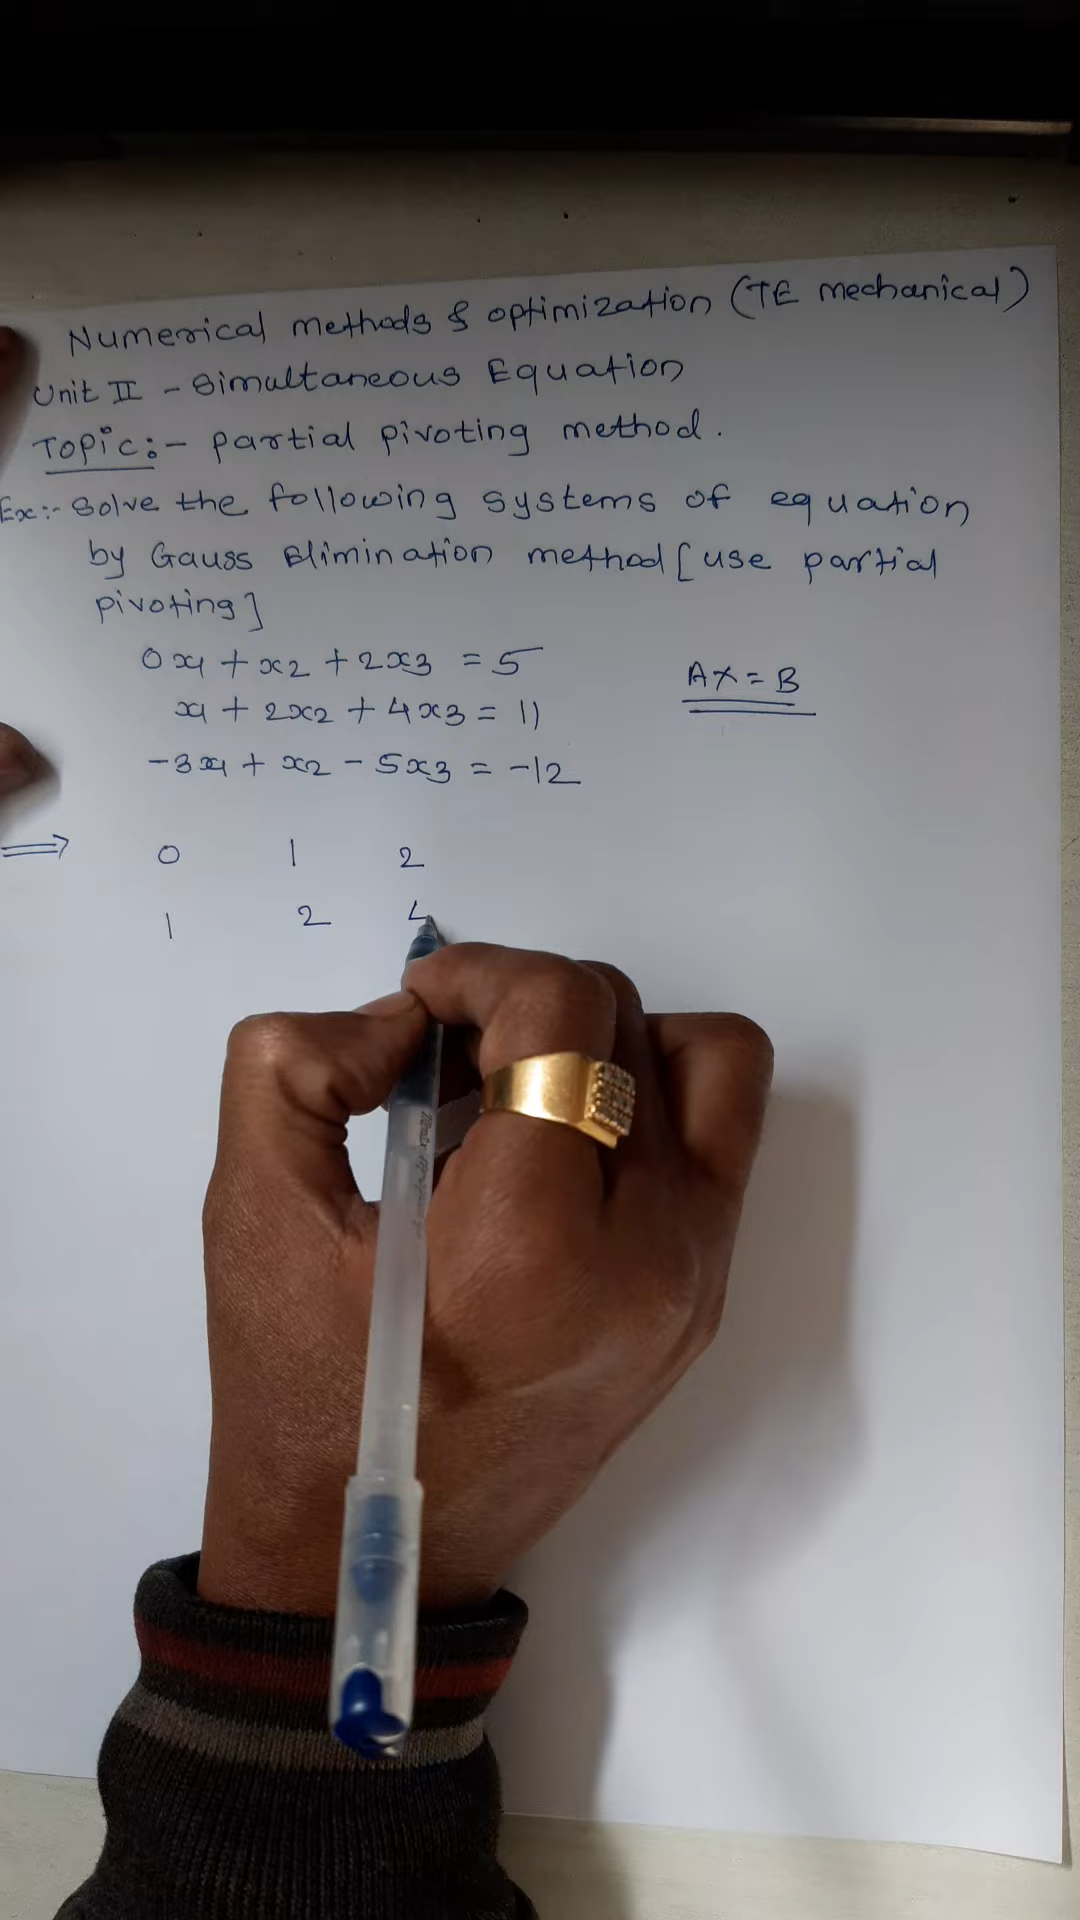 Numerical methods & optimization (TE mechanical)
Unit II - Simultaneous Equation
Topic:- partial pivoting method.
Ex:- Solve the following systems of equation
by Gauss Elimination method [use partial
pivoting]
0x1 + x2 + 2x3 = 5
AX = B
x1 + 2x2 + 4x3 = 11
-3x1 + x2 - 5x3 = -12
⇒ 0 1 2
1 2 4